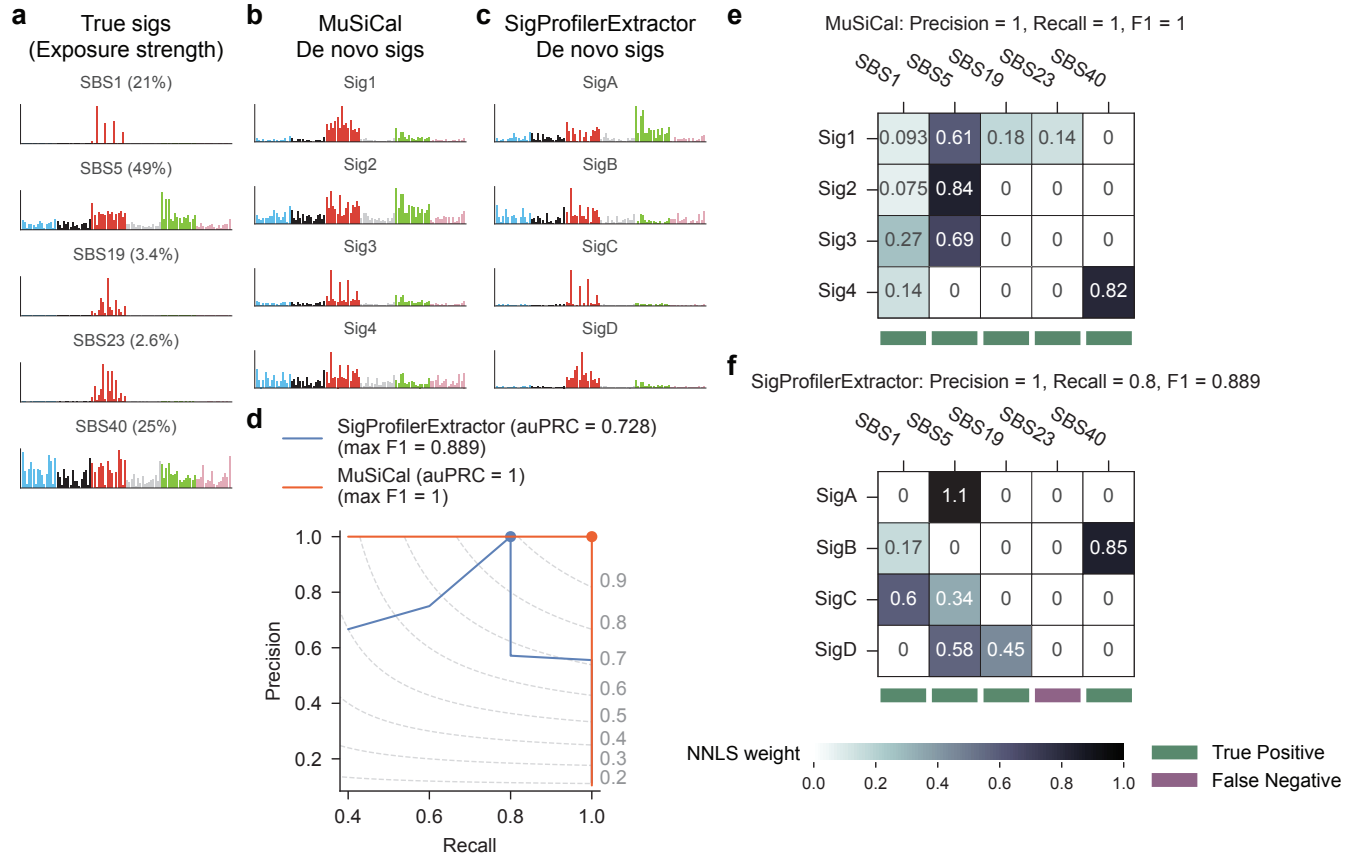 a
True sigs
(Exposure strength)
SBS1 (21%)
SBS5 (49%)
SBS19 (3.4%)
SBS23 (2.6%)
SBS40 (25%)
b
MuSiCal
De novo sigs
Sig1
Sig2
Sig3
Sig4
c
SigProfilerExtractor
De novo sigs
SigA
SigB
SigC
SigD
d
SigProfilerExtractor (auPRC = 0.728)
(max F1 = 0.889)
MuSiCal (auPRC = 1)
(max F1 = 1)
Precision
1.0
0.8
0.6
0.4
0.2
0.9
0.8
0.7
0.6
0.5
0.4
0.3
0.2
0.4 0.6 0.8 1.0
Recall
e
MuSiCal: Precision = 1, Recall = 1, F1 = 1
SBS1 SBS5 SBS19 SBS23 SBS40
Sig1 0.093 0.61 0.18 0.14 0
Sig2 0.075 0.84 0 0 0
Sig3 0.27 0.69 0 0 0
Sig4 0.14 0 0 0 0.82
f
SigProfilerExtractor: Precision = 1, Recall = 0.8, F1 = 0.889
SBS1 SBS5 SBS19 SBS23 SBS40
SigA 0 1.1 0 0 0
SigB 0.17 0 0 0 0.85
SigC 0.6 0.34 0 0 0
SigD 0 0.58 0.45 0 0
NNLS weight
0.0 0.2 0.4 0.6 0.8 1.0
True Positive
False Negative